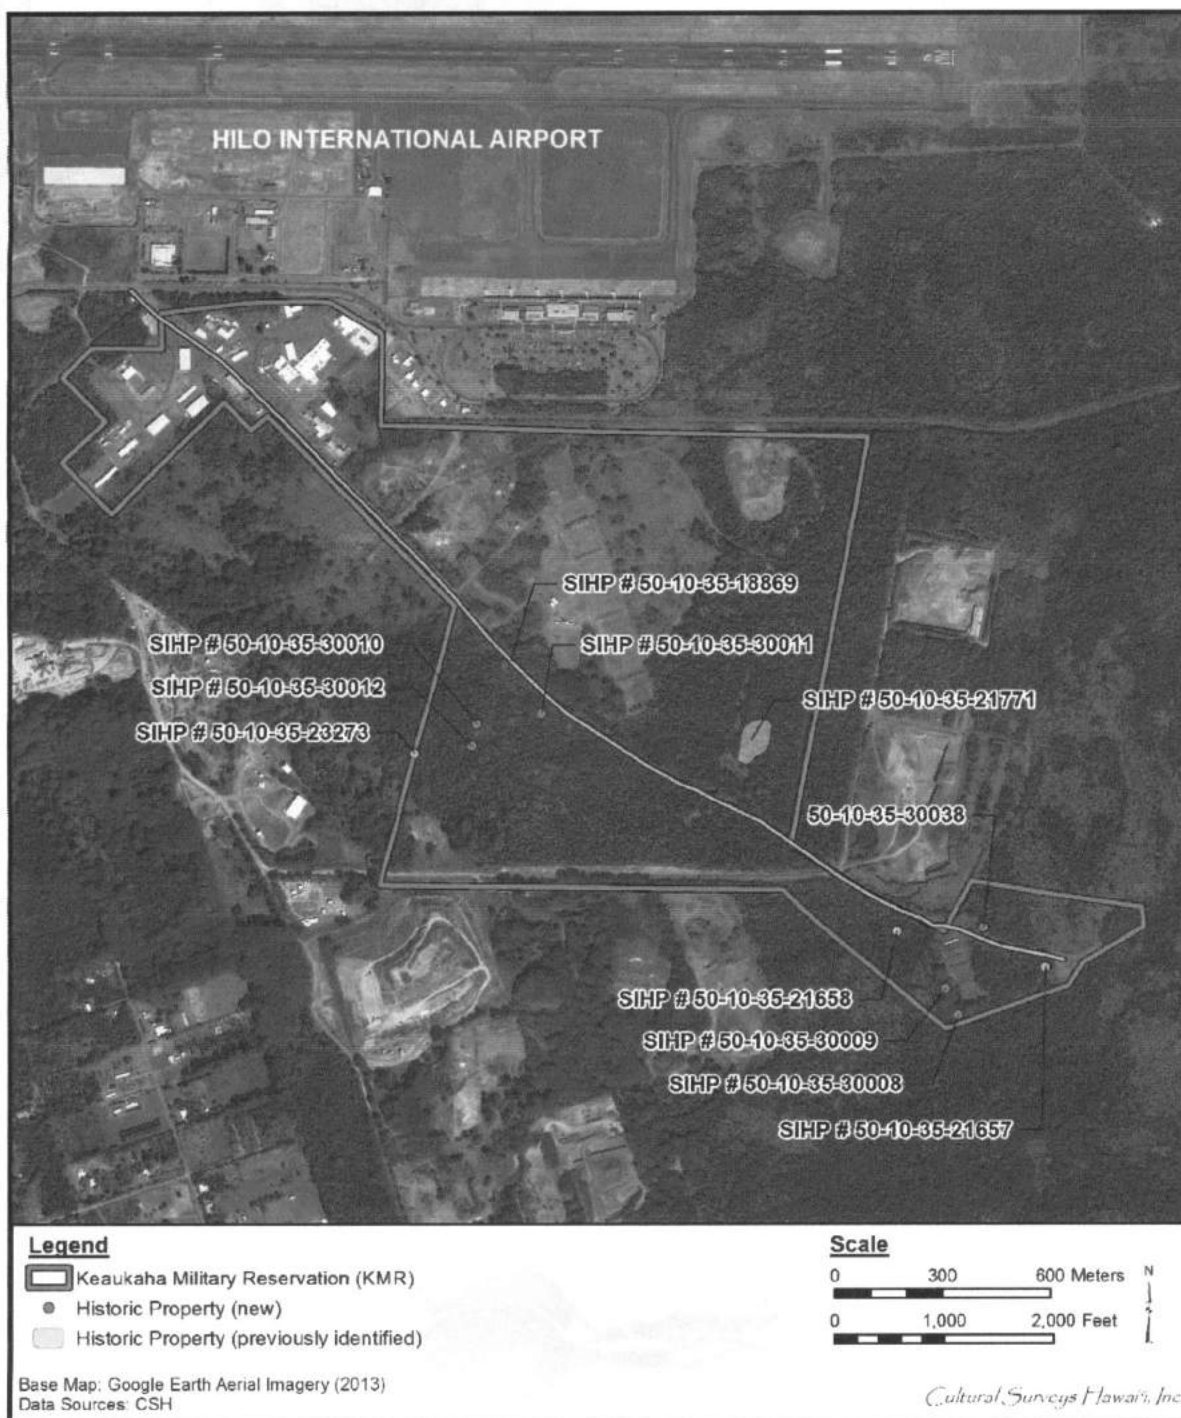 HILO INTERNATIONAL AIRPORT
SIHP # 50-10-35-18869
SIHP # 50-10-35-30010
SIHP # 50-10-35-30011
SIHP # 50-10-35-30012
SIHP # 50-10-35-21771
SIHP # 50-10-35-23273
50-10-35-30038
SIHP # 50-10-35-21658
SIHP # 50-10-35-30009
SIHP # 50-10-35-30008
SIHP # 50-10-35-21657
Legend
Keaukaha Military Reservation (KMR)
Historic Property (new)
Historic Property (previously identified)
Base Map: Google Earth Aerial Imagery (2013)
Data Sources: CSH
Scale
0 300 600 Meters
0 1,000 2,000 Feet
N
Cultural Surveys Hawai'i, Inc